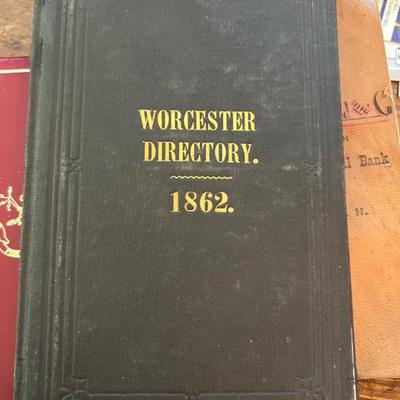 WORCESTER
DIRECTORY.
1862.
Bank